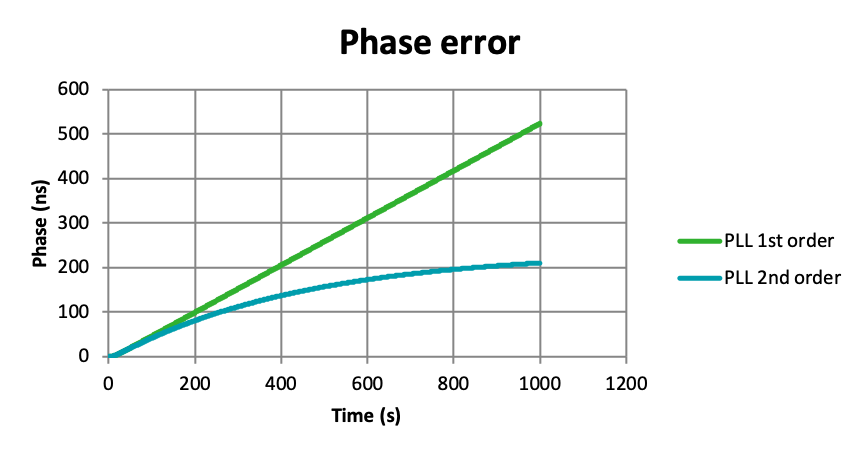 Phase error
600
500
400
300
200
100
0
Phase (ns)
0 200 400 600 800 1000 1200
Time (s)
PLL 1st order
PLL 2nd order